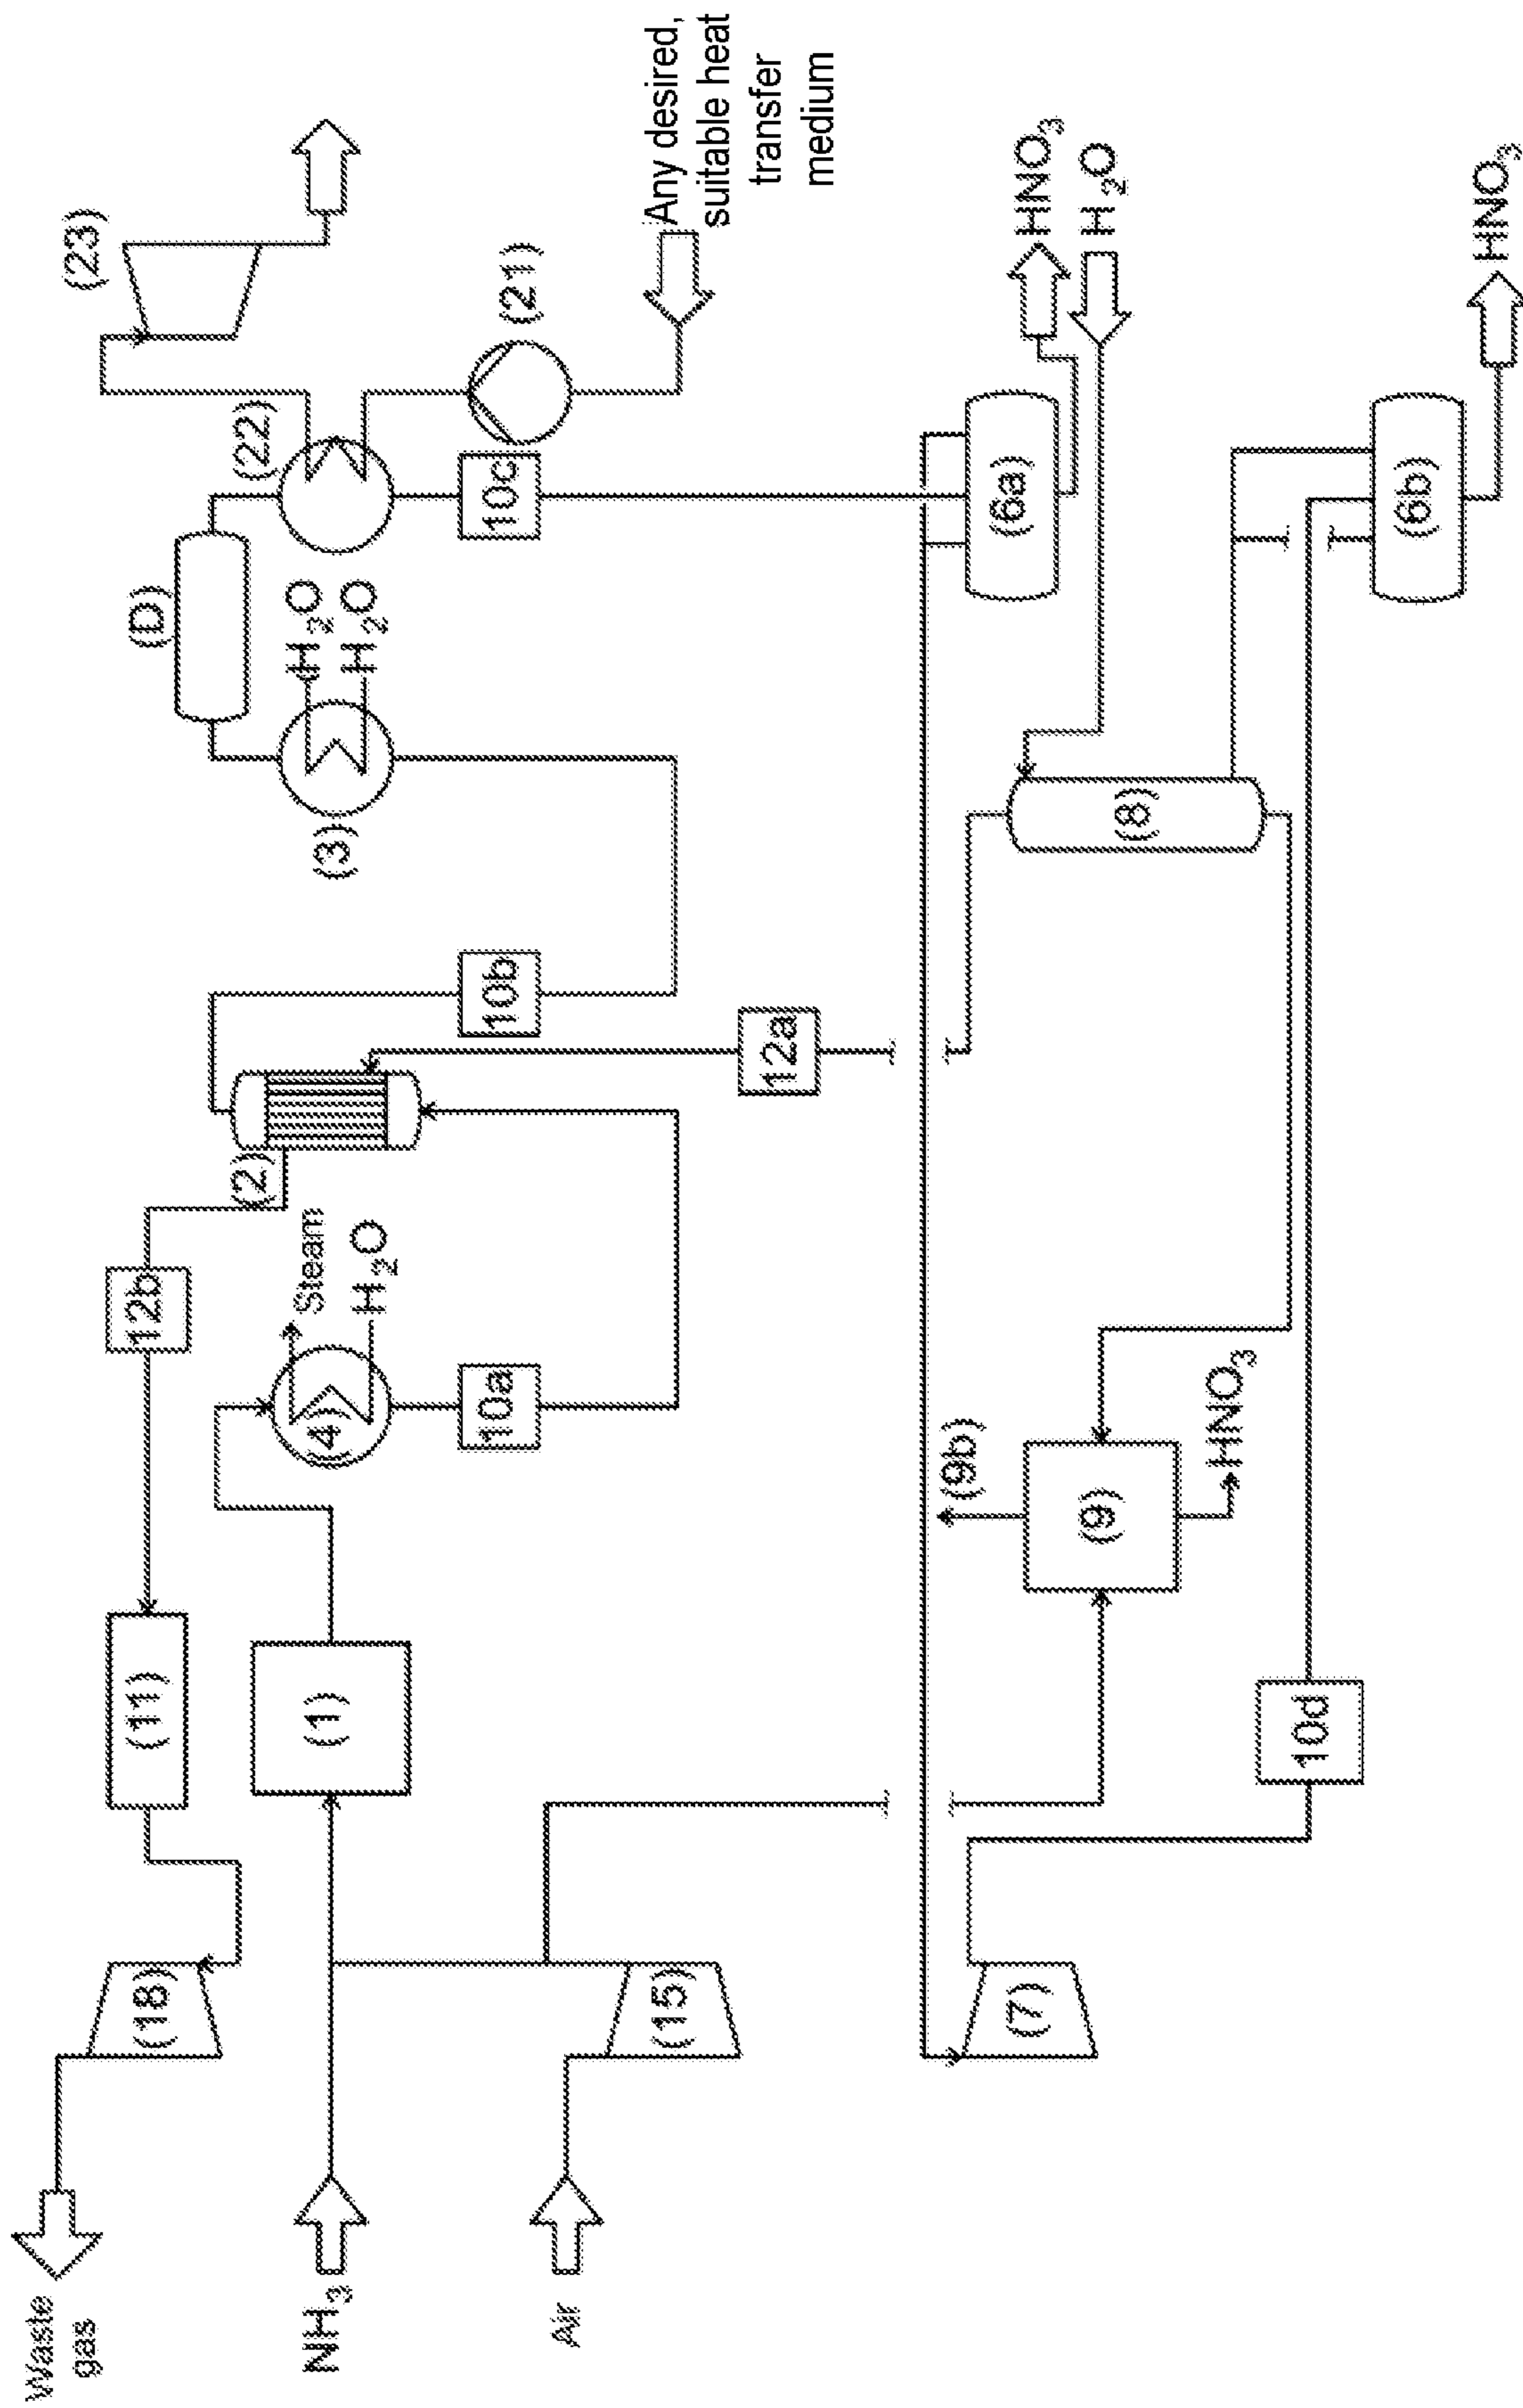 Waste
gas
(18)
(11)
12b
(2)
(D)
(22)
(23)
NH₃
(1)
(4)
Steam
H₂O
10a
10b
(3)
H₂O
H₂O
10c
(21)
Any desired,
suitable heat
transfer
medium
Air
(15)
12a
(7)
(9b)
(9)
HNO₃
(8)
(6a)
HNO₃
H₂O
10d
(6b)
HNO₃